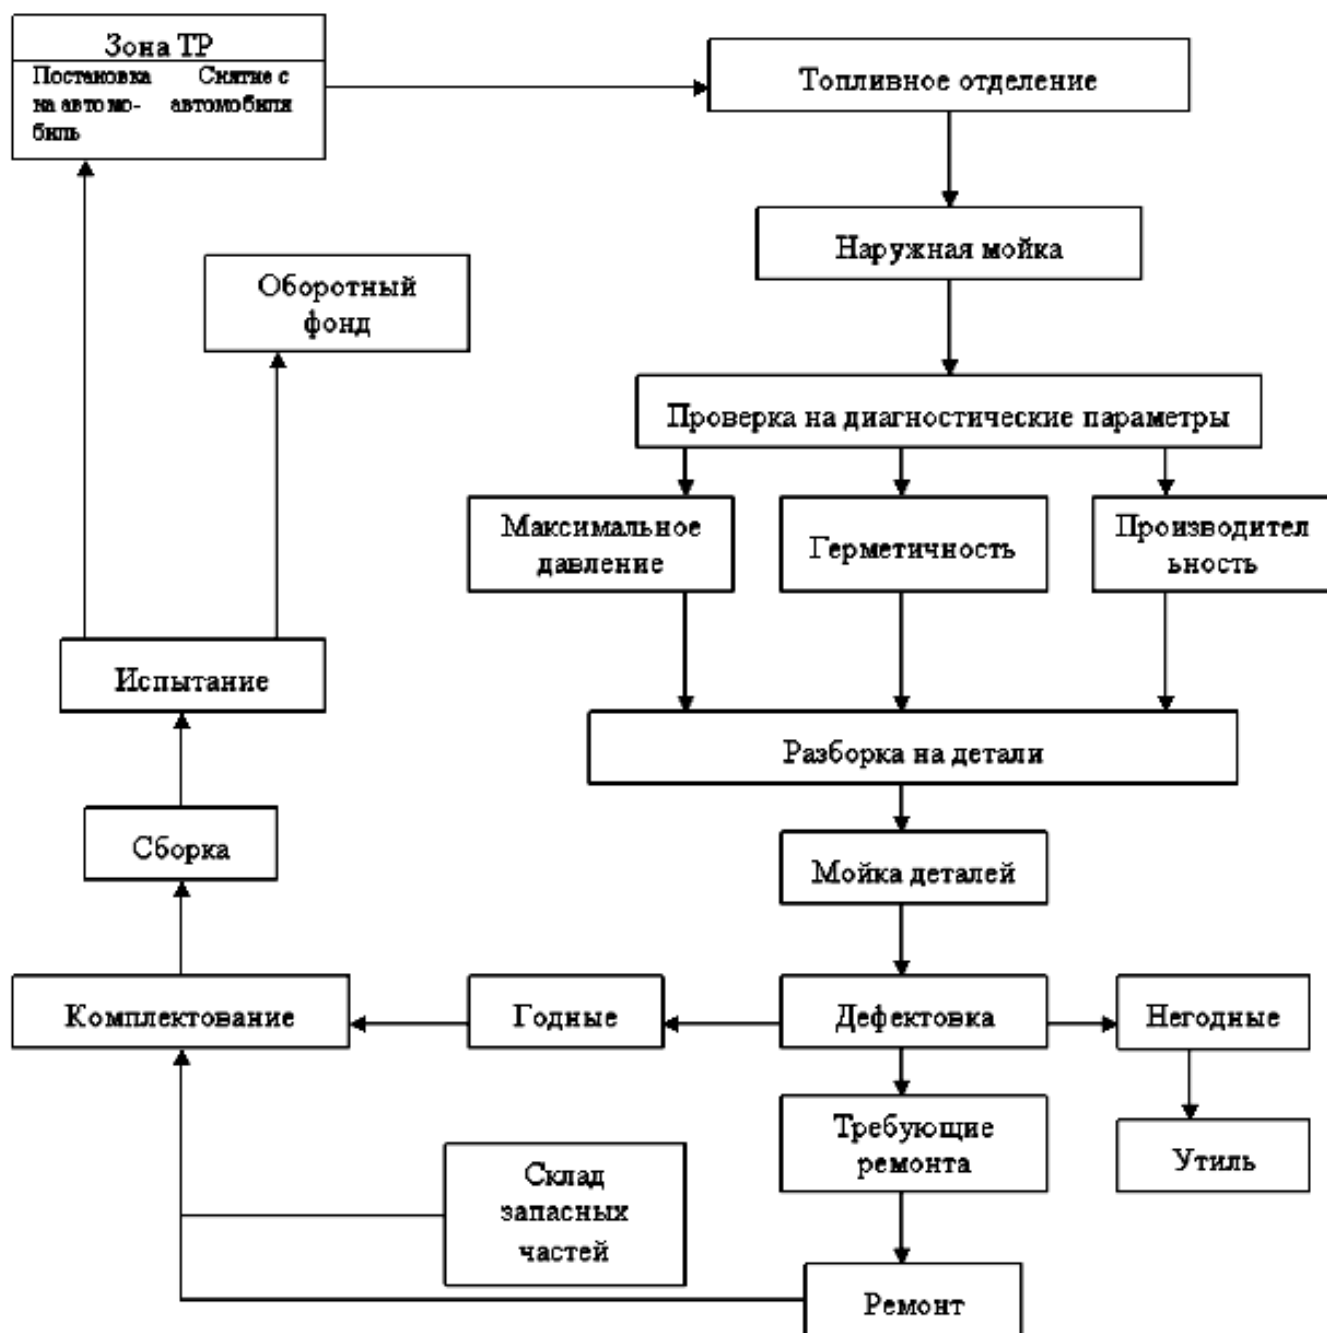 Зона ТР
Постановка
на автомо-
биль
Снятие с
автомобиля
Топливное отделение
Наружная мойка
Оборотный
фонд
Проверка на диагностические параметры
Максимальное
давление
Герметичность
Производител
ьность
Испытание
Разборка на детали
Сборка
Мойка деталей
Комплектование
Годные
Дефектовка
Негодные
Требующие
ремонта
Утиль
Склад
запасных
частей
Ремонт